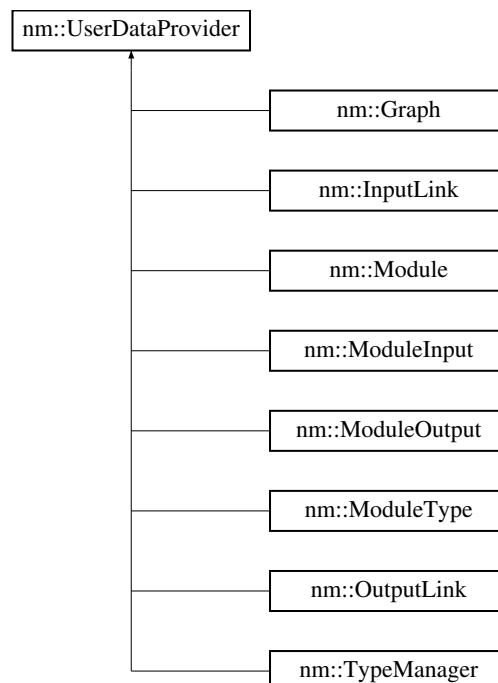 nm::UserDataProvider
nm::Graph
nm::InputLink
nm::Module
nm::ModuleInput
nm::ModuleOutput
nm::ModuleType
nm::OutputLink
nm::TypeManager